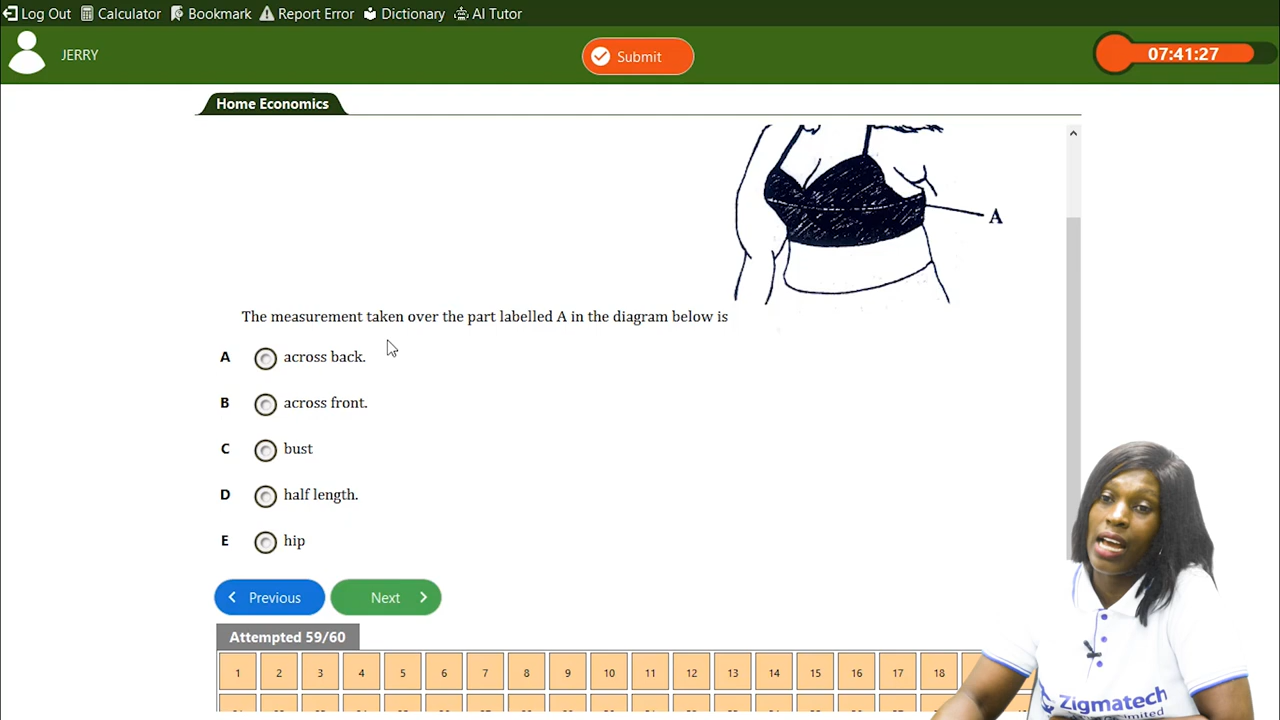 Log Out Calculator Bookmark Report Error Dictionary AI Tutor
JERRY
Submit
07:41:27
Home Economics
A
The measurement taken over the part labelled A in the diagram below is
A across back.
B across front.
C bust
D half length.
E hip
Previous Next
Attempted 59/60
1 2 3 4 5 6 7 8 9 10 11 12 13 14 15 16 17 18
Zigmatech
Limited